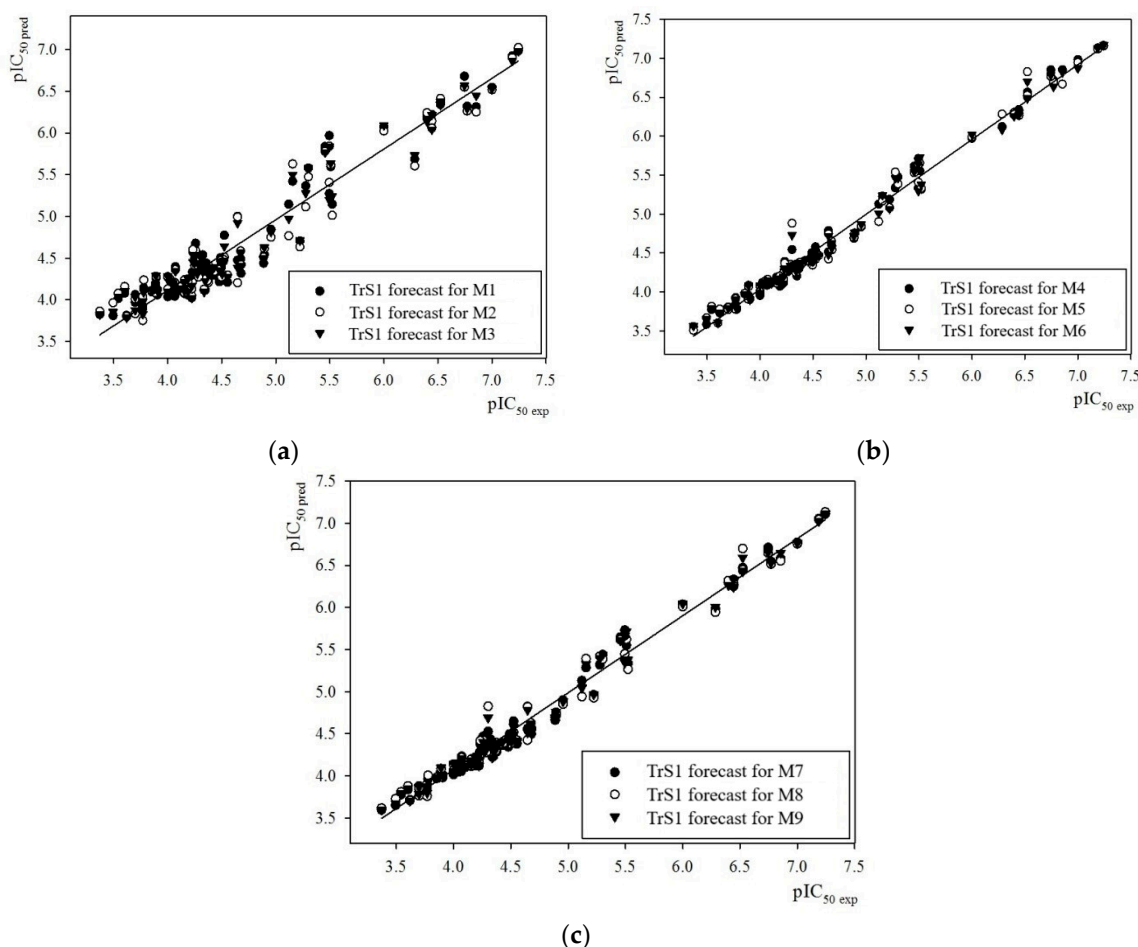 pIC50 pred
7.0
6.5
6.0
5.5
5.0
4.5
4.0
3.5
TrS1 forecast for M1
TrS1 forecast for M2
TrS1 forecast for M3
3.5 4.0 4.5 5.0 5.5 6.0 6.5 7.0 7.5
pIC50 exp
(a)
pIC50 pred
7.5
7.0
6.5
6.0
5.5
5.0
4.5
4.0
3.5
TrS1 forecast for M4
TrS1 forecast for M5
TrS1 forecast for M6
3.5 4.0 4.5 5.0 5.5 6.0 6.5 7.0 7.5
pIC50 exp
(b)
pIC50 pred
7.5
7.0
6.5
6.0
5.5
5.0
4.5
4.0
3.5
TrS1 forecast for M7
TrS1 forecast for M8
TrS1 forecast for M9
3.5 4.0 4.5 5.0 5.5 6.0 6.5 7.0 7.5
pIC50 exp
(c)